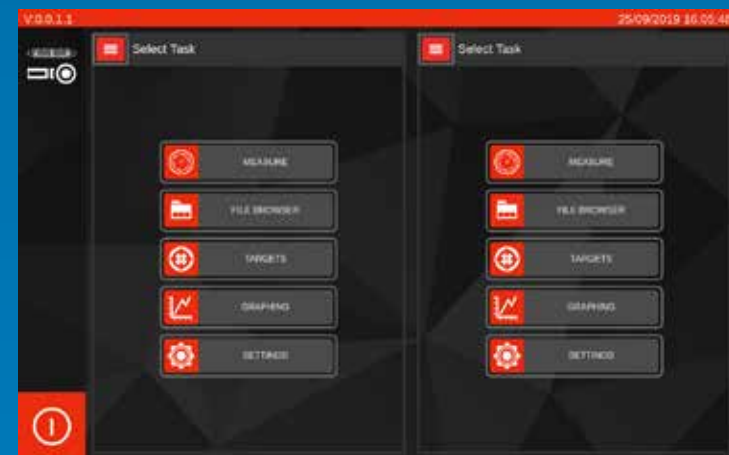 V:0.0.1.1
25/09/2019 16:05:48
Select Task
MEASURE
FILE BROWSER
TARGETS
GRAPHING
SETTINGS
Select Task
MEASURE
FILE BROWSER
TARGETS
GRAPHING
SETTINGS